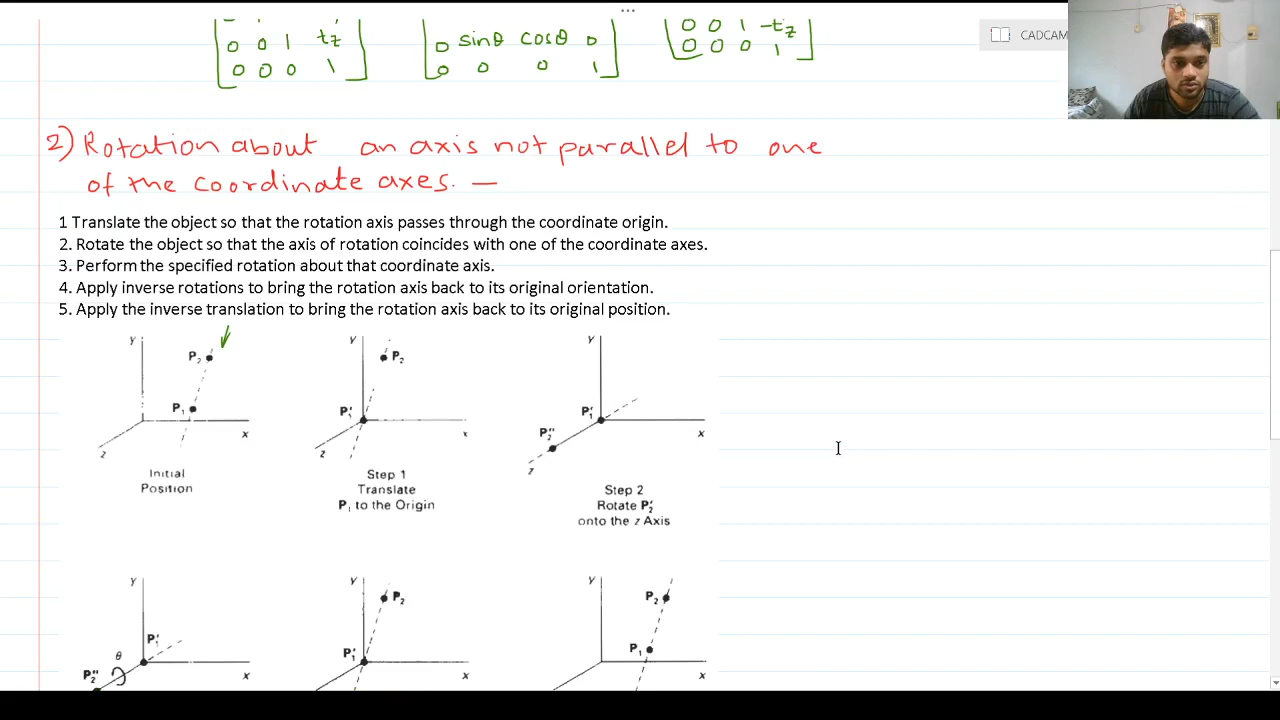 0 0 1 tz
0 0 0 1
0 sinθ cosθ 0
0 0 0 1
0 0 1 -tz
0 0 0 1
CADCAM
2) Rotation about an axis not parallel to one
of the coordinate axes. —
1 Translate the object so that the rotation axis passes through the coordinate origin.
2. Rotate the object so that the axis of rotation coincides with one of the coordinate axes.
3. Perform the specified rotation about that coordinate axis.
4. Apply inverse rotations to bring the rotation axis back to its original orientation.
5. Apply the inverse translation to bring the rotation axis back to its original position.
y P2 P1 x z
Initial
Position
y P2 P1' x z
Step 1
Translate
P1 to the Origin
y P1' P2'' x z
Step 2
Rotate P2'
onto the z Axis
y P1' θ P2'' x
y P2 P1' x
y P2 P1 x